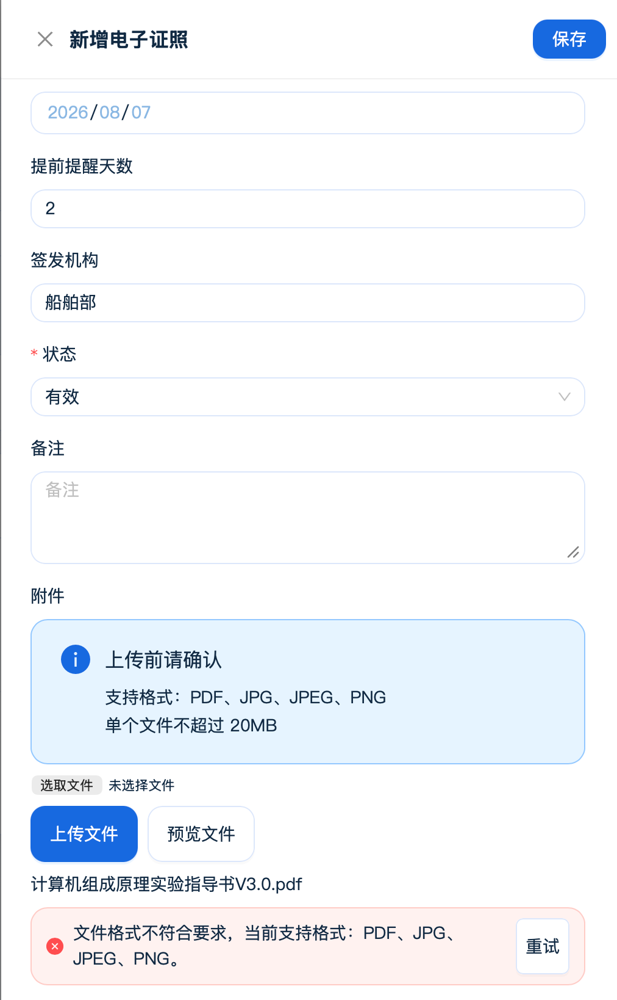 新增电子证照
保存
2026/08/07
提前提醒天数
2
签发机构
船舶部
* 状态
有效
备注
备注
附件
上传前请确认
支持格式：PDF、JPG、JPEG、PNG
单个文件不超过 20MB
选取文件 未选择文件
上传文件 预览文件
计算机组成原理实验指导书V3.0.pdf
文件格式不符合要求，当前支持格式：PDF、JPG、
JPEG、PNG。
重试